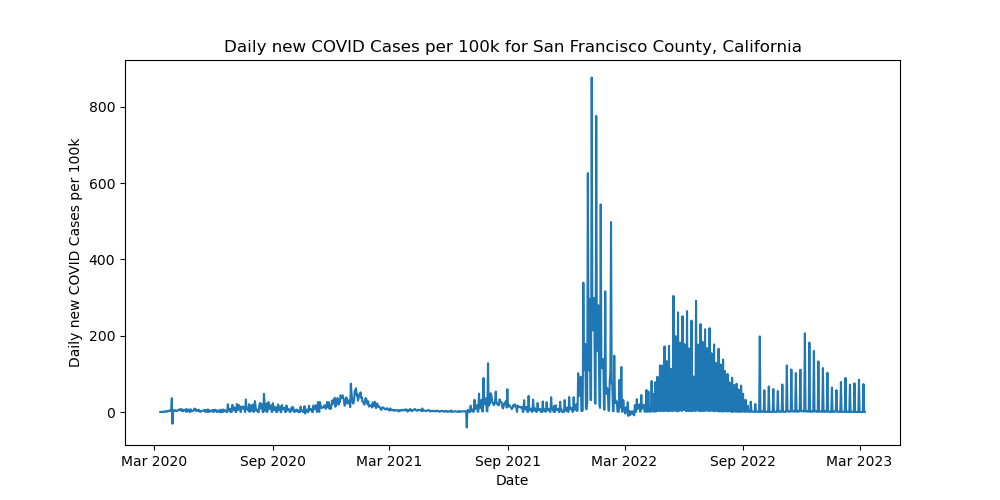 Daily new COVID Cases per 100k for San Francisco County, California
Daily new COVID Cases per 100k
800
600
400
200
0
Mar 2020 Sep 2020 Mar 2021 Sep 2021 Mar 2022 Sep 2022 Mar 2023
Date